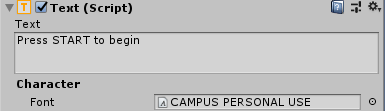 Text (Script)
Text
Press START to begin
Character
Font CAMPUS PERSONAL USE